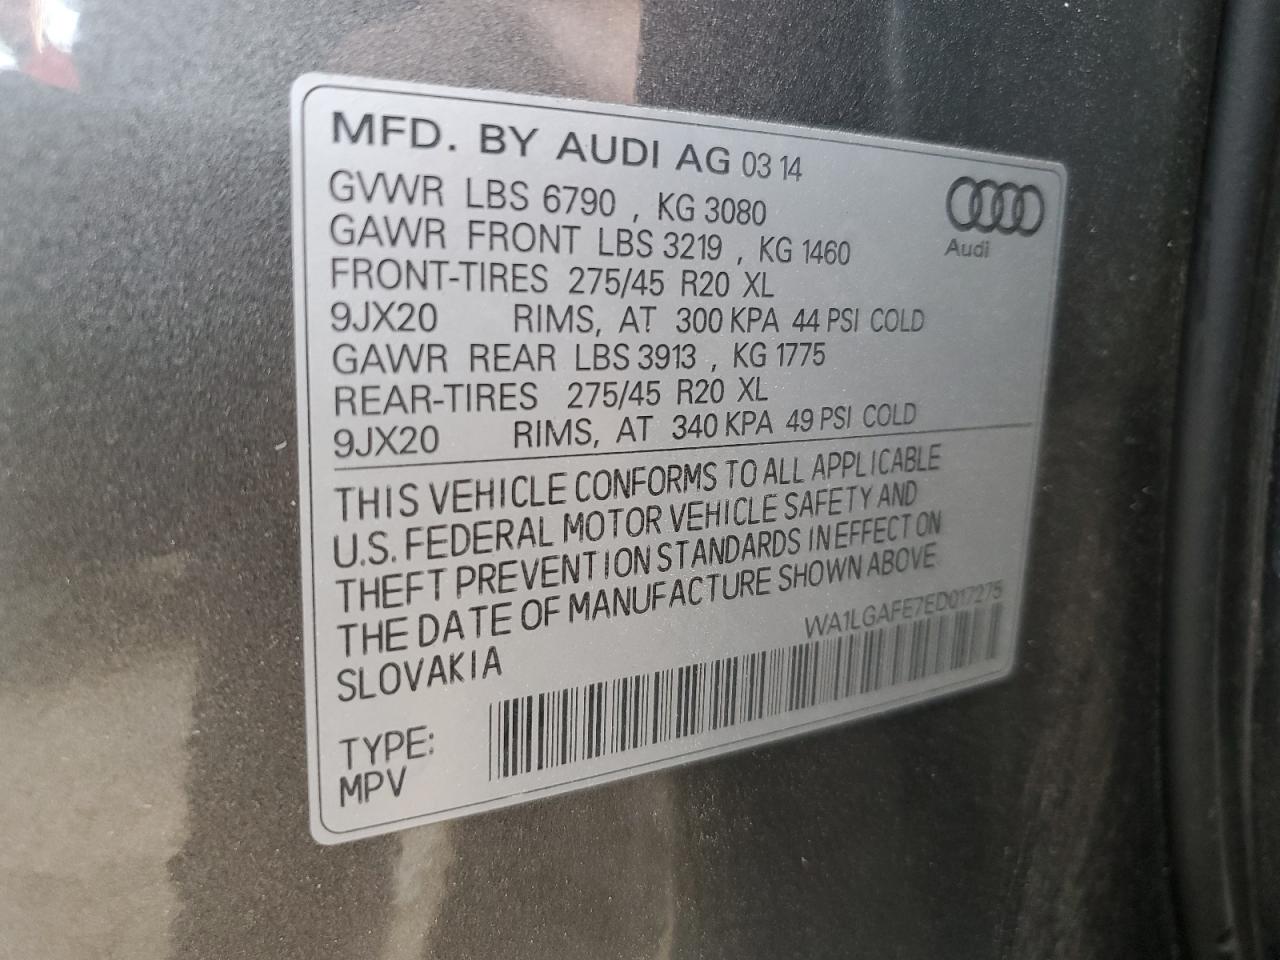 MFD. BY AUDI AG 03 14
GVWR LBS 6790 , KG 3080
GAWR FRONT LBS 3219 , KG 1460
FRONT-TIRES 275/45 R20 XL
9JX20 RIMS, AT 300 KPA 44 PSI COLD
GAWR REAR LBS 3913 , KG 1775
REAR-TIRES 275/45 R20 XL
9JX20 RIMS, AT 340 KPA 49 PSI COLD
Audi
THIS VEHICLE CONFORMS TO ALL APPLICABLE
U.S. FEDERAL MOTOR VEHICLE SAFETY AND
THEFT PREVENTION STANDARDS IN EFFECT ON
THE DATE OF MANUFACTURE SHOWN ABOVE
SLOVAKIA
WA1LGAFE7ED017275
TYPE:
MPV